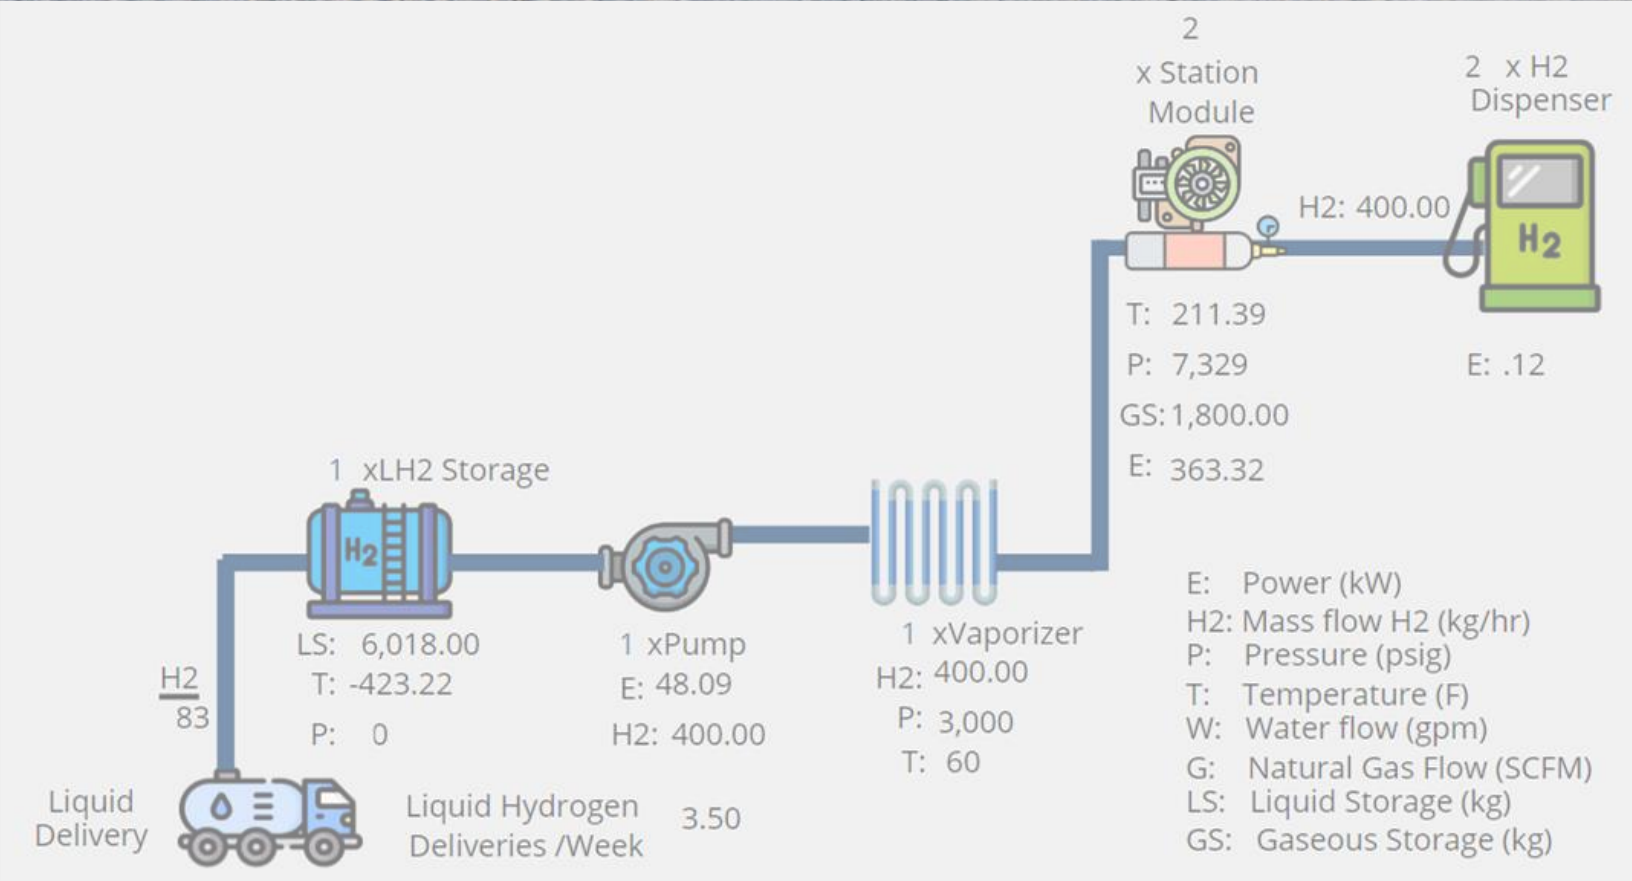 2
x Station
Module
2 x H2
Dispenser
H2: 400.00
H2
T: 211.39
P: 7,329
GS: 1,800.00
E: 363.32
E: .12
1 xLH2 Storage
H2
LS: 6,018.00
T: -423.22
P: 0
H2
83
1 xPump
E: 48.09
H2: 400.00
1 xVaporizer
H2: 400.00
P: 3,000
T: 60
E: Power (kW)
H2: Mass flow H2 (kg/hr)
P: Pressure (psig)
T: Temperature (F)
W: Water flow (gpm)
G: Natural Gas Flow (SCFM)
LS: Liquid Storage (kg)
GS: Gaseous Storage (kg)
Liquid
Delivery
Liquid Hydrogen
Deliveries /Week
3.50